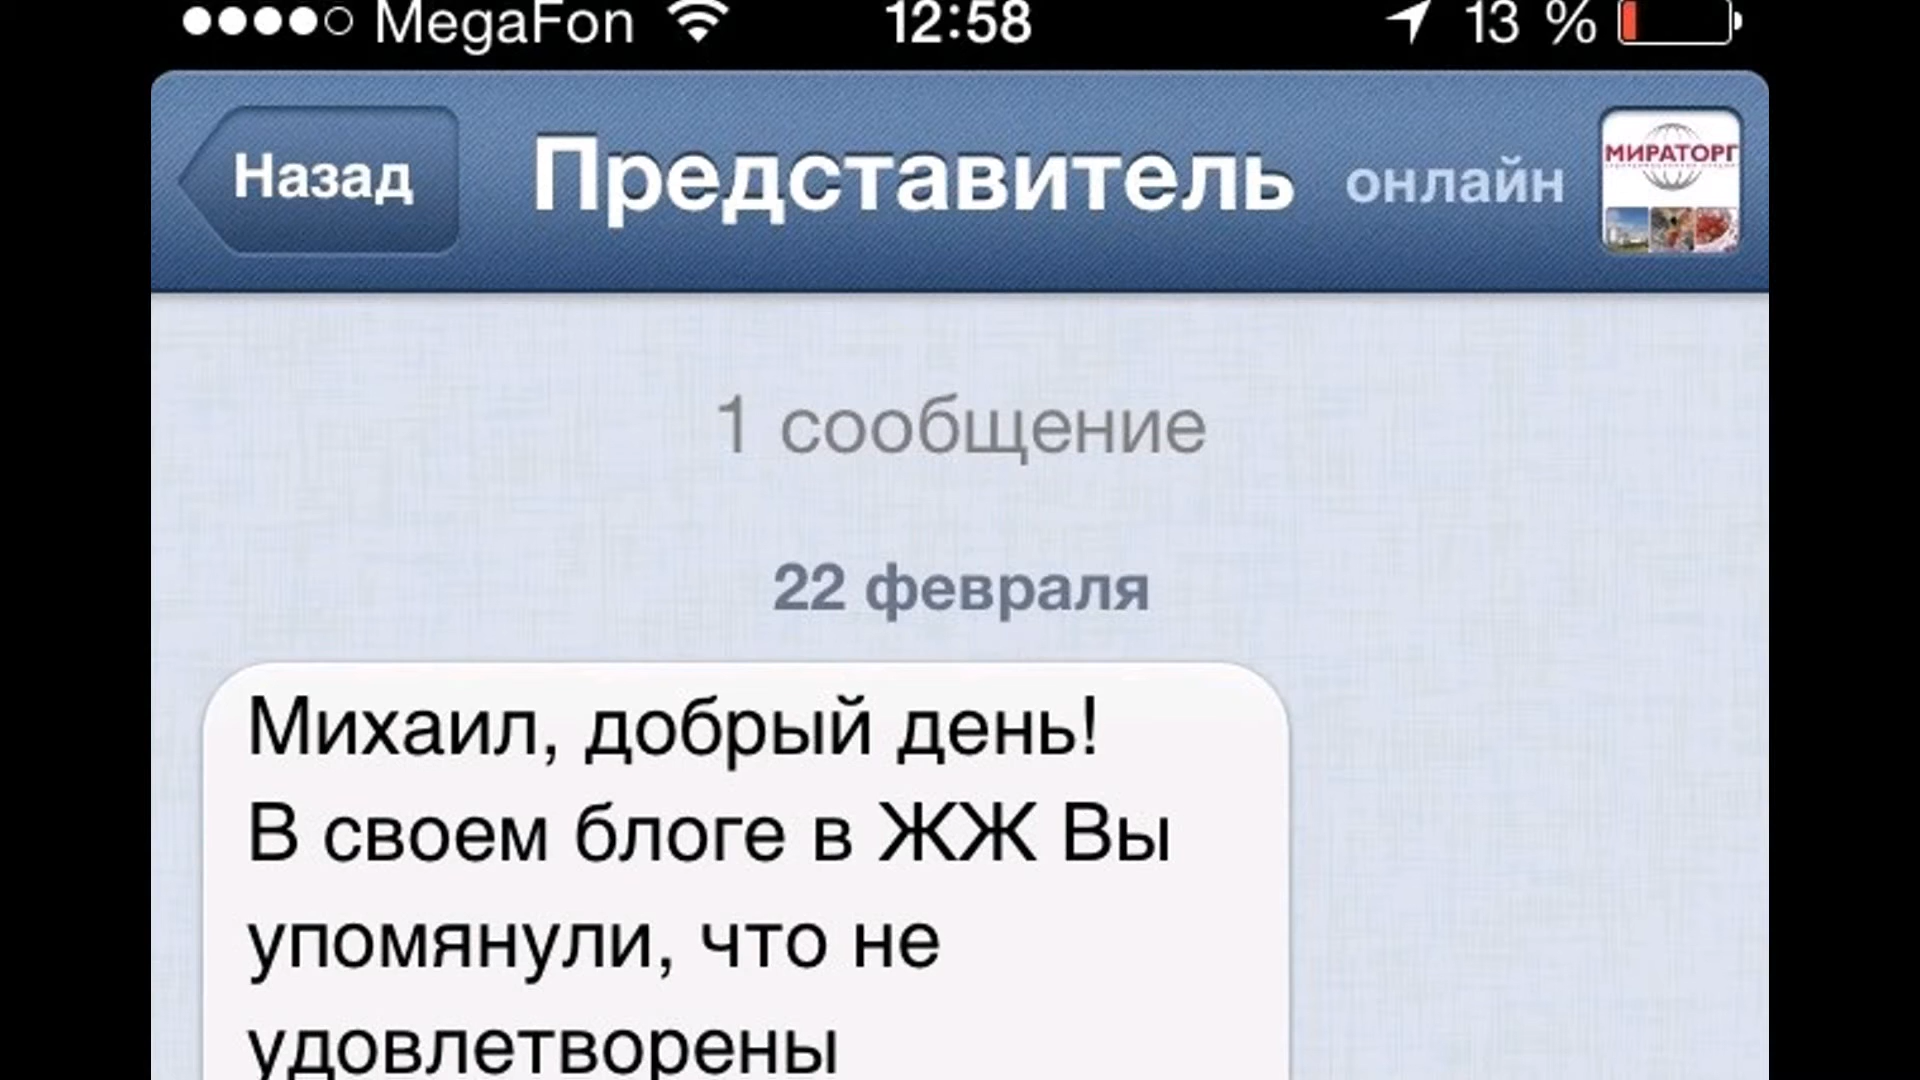 MegaFon 12:58 13 %
Назад Представитель онлайн
МИРАТОРГ
1 сообщение
22 февраля
Михаил, добрый день!
В своем блоге в ЖЖ Вы
упомянули, что не
удовлетворены